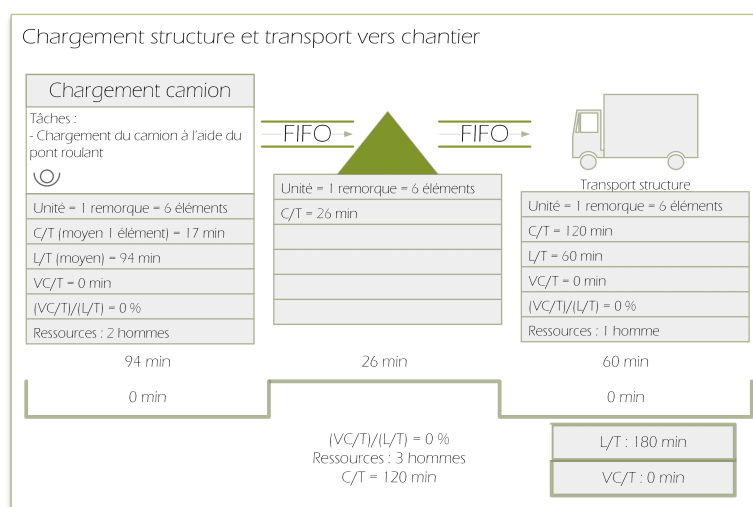 Chargement structure et transport vers chantier
Chargement camion
Tâches :
- Chargement du camion à l'aide du
pont roulant
Unité = 1 remorque = 6 éléments
C/T (moyen 1 élément) = 17 min
L/T (moyen) = 94 min
VC/T = 0 min
(VC/T)/(L/T) = 0 %
Ressources : 2 hommes
FIFO
Unité = 1 remorque = 6 éléments
C/T = 26 min
FIFO
Transport structure
Unité = 1 remorque = 6 éléments
C/T = 120 min
L/T = 60 min
VC/T = 0 min
(VC/T)/(L/T) = 0 %
Ressources : 1 homme
94 min
26 min
60 min
0 min
0 min
(VC/T)/(L/T) = 0 %
Ressources : 3 hommes
C/T = 120 min
L/T : 180 min
VC/T : 0 min